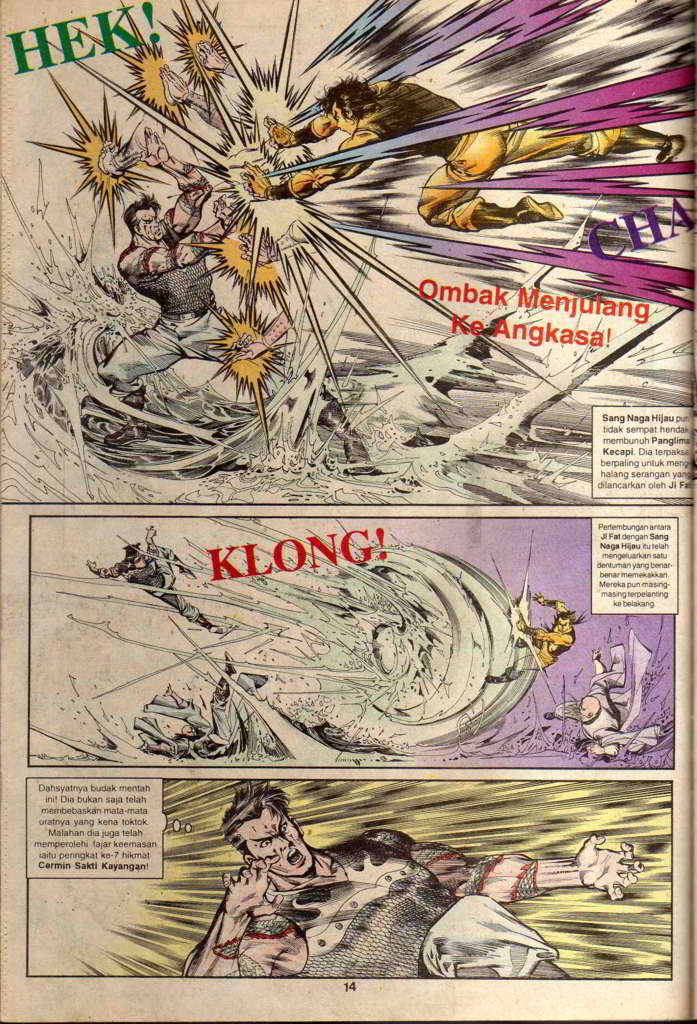 HEK!
CHA
Ombak Menjulang
Ke Angkasa!
Sang Naga Hijau pun
tidak sempat hendak
membunuh Panglima
Kecapi. Dia terpaksa
berpaling untuk meng
halang serangan yang
dilancarkan oleh Ji Fat
KLONG!
Pertembungan antara
Ji Fat dengan Sang
Naga Hijau itu telah
mengeluarkan satu
dentuman yang benar-
benar memekakkan.
Mereka pun masing-
masing terpelanting
ke belakang.
Dahsyatnya budak mentah
ini! Dia bukan saja telah
membebaskan mata-mata
uratnya yang kena toktok.
Malahan dia juga telah
memperolehi fajar keemasan
iaitu peringkat ke-7 hikmat
Cermin Sakti Kayangan!
14